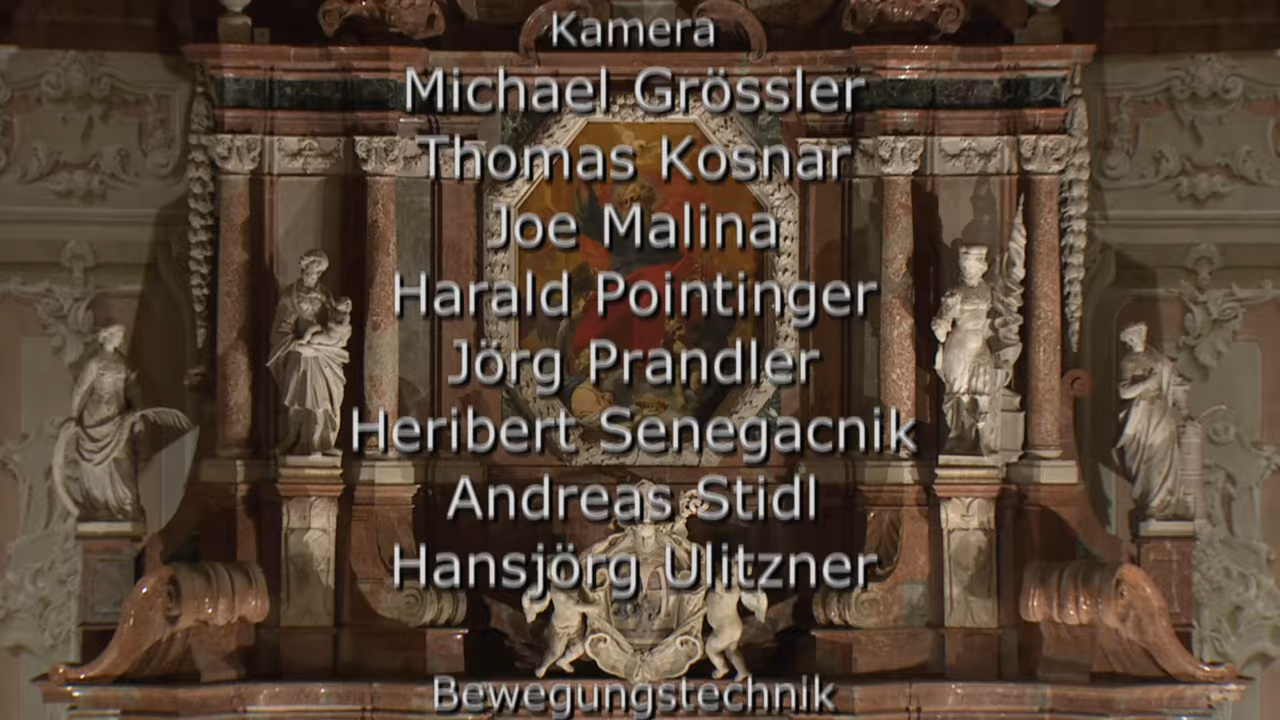 Kamera
Michael Grössler
Thomas Kosnar
Joe Malina
Harald Pointinger
Jörg Prandler
Heribert Senegacnik
Andreas Stidl
Hansjörg Ulitzner
Bewegungstechnik